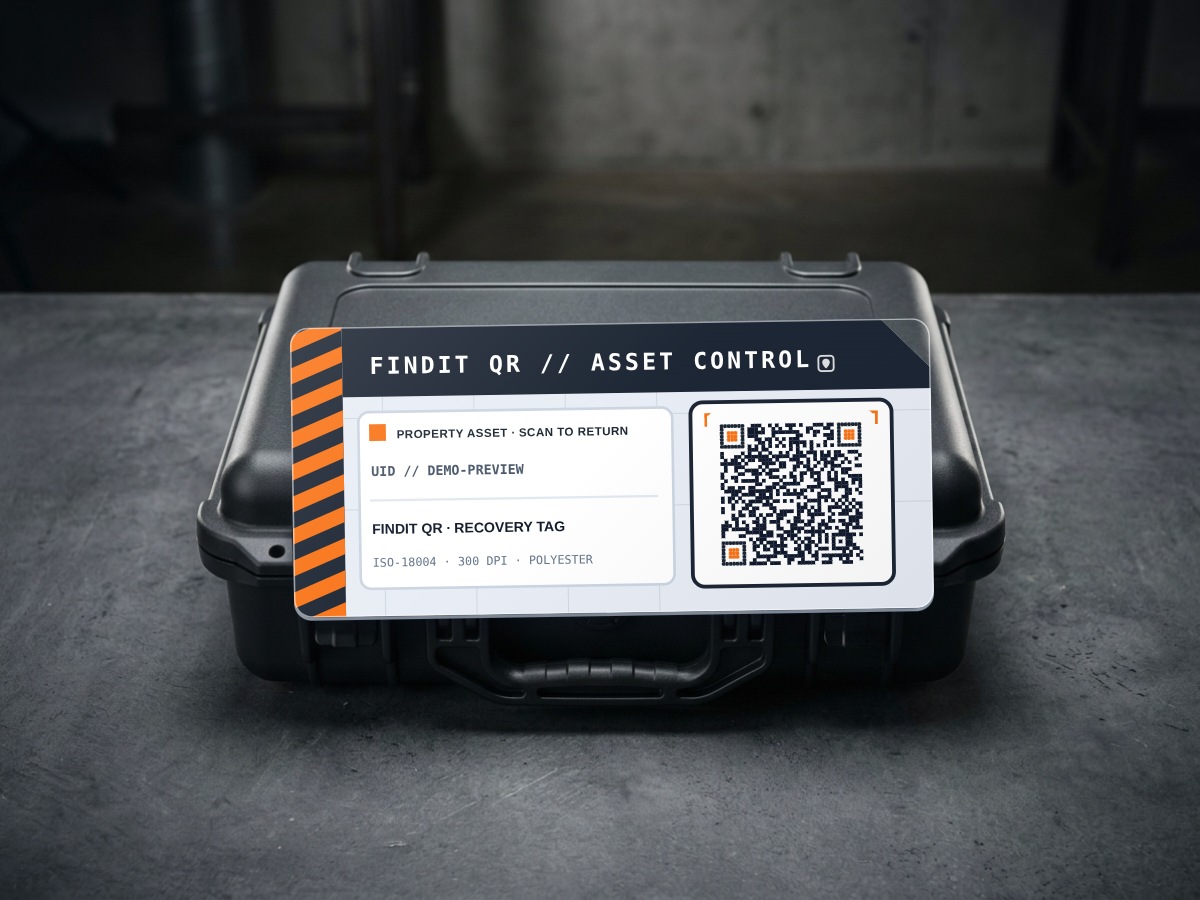 FINDIT QR // ASSET CONTROL
PROPERTY ASSET · SCAN TO RETURN
UID // DEMO-PREVIEW
FINDIT QR · RECOVERY TAG
ISO-18004 · 300 DPI · POLYESTER